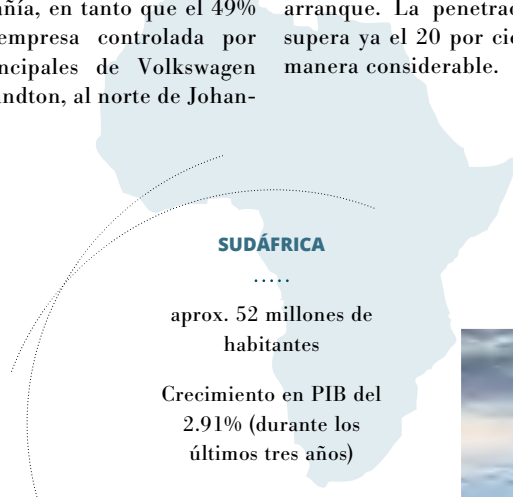 ñía, en tanto que el 49%
empresa controlada por
ncipales de Volkswagen
ndton, al norte de Johan-
arranque. La penetrac
supera ya el 20 por cie
manera considerable.
SUDÁFRICA
.....
aprox. 52 millones de
habitantes
Crecimiento en PIB del
2.91% (durante los
últimos tres años)